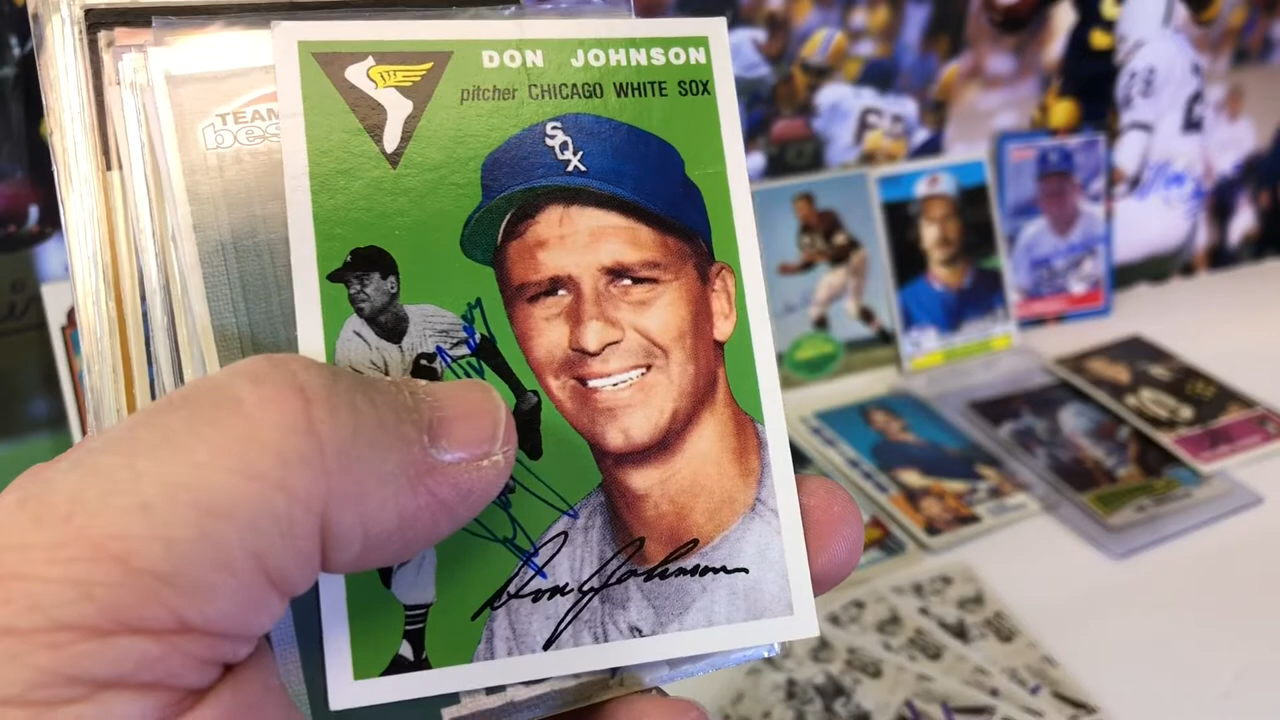 DON JOHNSON
pitcher CHICAGO WHITE SOX
SOX
TEAM
bes
Don Johnson